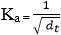 Kₐ = 1/√dₜ